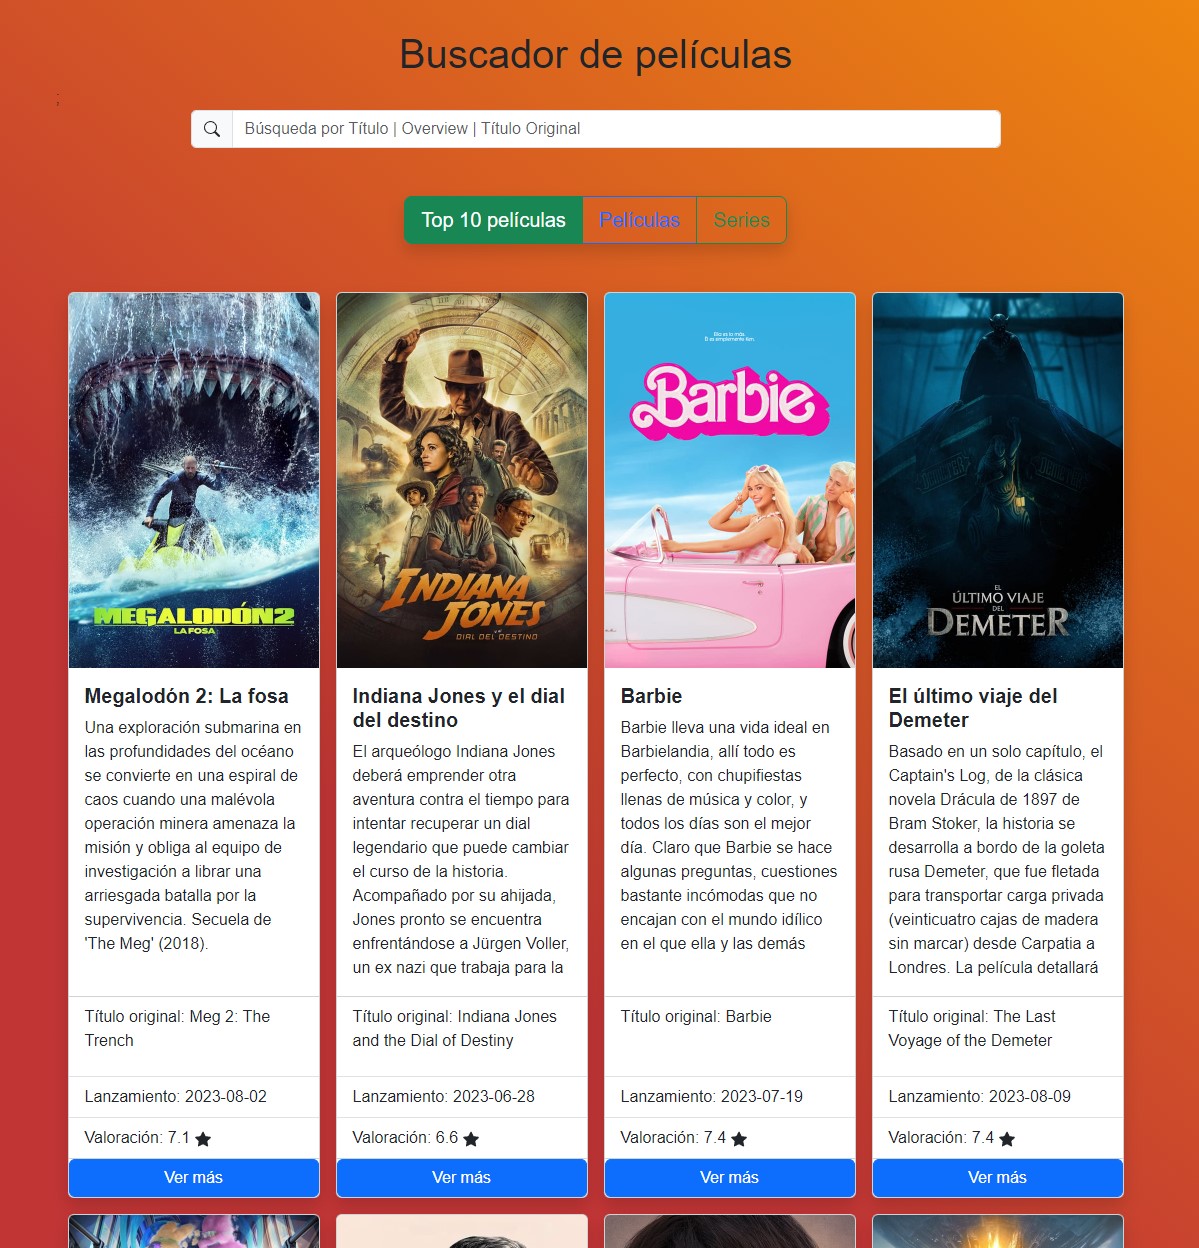 Buscador de películas
;
Búsqueda por Título | Overview | Título Original
Top 10 películas
Películas
Series
MEGALODÓN2
LA FOSA
Megalodón 2: La fosa
Una exploración submarina en
las profundidades del océano
se convierte en una espiral de
caos cuando una malévola
operación minera amenaza la
misión y obliga al equipo de
investigación a librar una
arriesgada batalla por la
supervivencia. Secuela de
'The Meg' (2018).
Título original: Meg 2: The
Trench
Lanzamiento: 2023-08-02
Valoración: 7.1
Ver más
INDIANA
JONES
Y EL
DIAL DEL DESTINO
Indiana Jones y el dial
del destino
El arqueólogo Indiana Jones
deberá emprender otra
aventura contra el tiempo para
intentar recuperar un dial
legendario que puede cambiar
el curso de la historia.
Acompañado por su ahijada,
Jones pronto se encuentra
enfrentándose a Jürgen Voller,
un ex nazi que trabaja para la
Título original: Indiana Jones
and the Dial of Destiny
Lanzamiento: 2023-06-28
Valoración: 6.6
Ver más
Ella es lo más.
Él es simplemente Ken.
Barbie
Barbie
Barbie lleva una vida ideal en
Barbielandia, allí todo es
perfecto, con chupifiestas
llenas de música y color, y
todos los días son el mejor
día. Claro que Barbie se hace
algunas preguntas, cuestiones
bastante incómodas que no
encajan con el mundo idílico
en el que ella y las demás
Título original: Barbie
Lanzamiento: 2023-07-19
Valoración: 7.4
Ver más
EL
ÚLTIMO VIAJE
DEL
DEMETER
El último viaje del
Demeter
Basado en un solo capítulo, el
Captain's Log, de la clásica
novela Drácula de 1897 de
Bram Stoker, la historia se
desarrolla a bordo de la goleta
rusa Demeter, que fue fletada
para transportar carga privada
(veinticuatro cajas de madera
sin marcar) desde Carpatia a
Londres. La película detallará
Título original: The Last
Voyage of the Demeter
Lanzamiento: 2023-08-09
Valoración: 7.4
Ver más